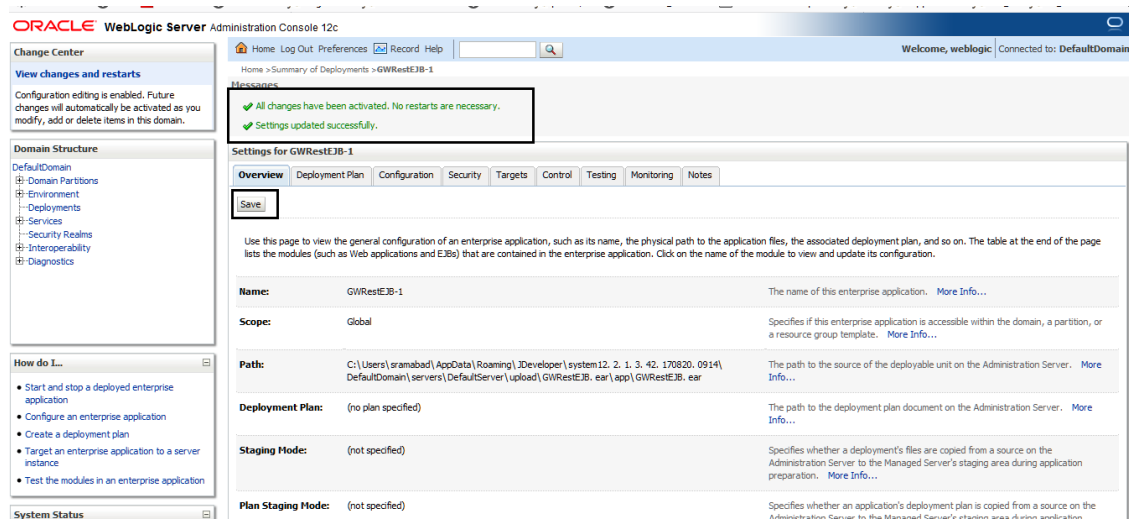 ORACLE WebLogic Server Administration Console 12c
Change Center
View changes and restarts
Configuration editing is enabled. Future
changes will automatically be activated as you
modify, add or delete items in this domain.
Domain Structure
DefaultDomain
Domain Partitions
Environment
Deployments
Services
Security Realms
Interoperability
Diagnostics
How do I...
Start and stop a deployed enterprise
application
Configure an enterprise application
Create a deployment plan
Target an enterprise application to a server
instance
Test the modules in an enterprise application
System Status
Home Log Out Preferences Record Help
Welcome, weblogic Connected to: DefaultDomain
Home >Summary of Deployments >GWRestEJB-1
Messages
All changes have been activated. No restarts are necessary.
Settings updated successfully.
Settings for GWRestEJB-1
Overview Deployment Plan Configuration Security Targets Control Testing Monitoring Notes
Save
Use this page to view the general configuration of an enterprise application, such as its name, the physical path to the application files, the associated deployment plan, and so on. The table at the end of the page
lists the modules (such as Web applications and EJBs) that are contained in the enterprise application. Click on the name of the module to view and update its configuration.
Name: GWRestEJB-1 The name of this enterprise application. More Info...
Scope: Global Specifies if this enterprise application is accessible within the domain, a partition, or
a resource group template. More Info...
Path: C:\Users\sramabad\AppData\Roaming\JDeveloper\system12. 2. 1. 3. 42. 170820. 0914\ The path to the source of the deployable unit on the Administration Server. More
DefaultDomain\servers\DefaultServer\upload\GWRestEJB. ear\app\GWRestEJB. ear Info...
Deployment Plan: (no plan specified) The path to the deployment plan document on the Administration Server. More
Info...
Staging Mode: (not specified) Specifies whether a deployment's files are copied from a source on the
Administration Server to the Managed Server's staging area during application
preparation. More Info...
Plan Staging Mode: (not specified) Specifies whether an application's deployment plan is copied from a source on the
Administration Server to the Managed Server's staging area during application